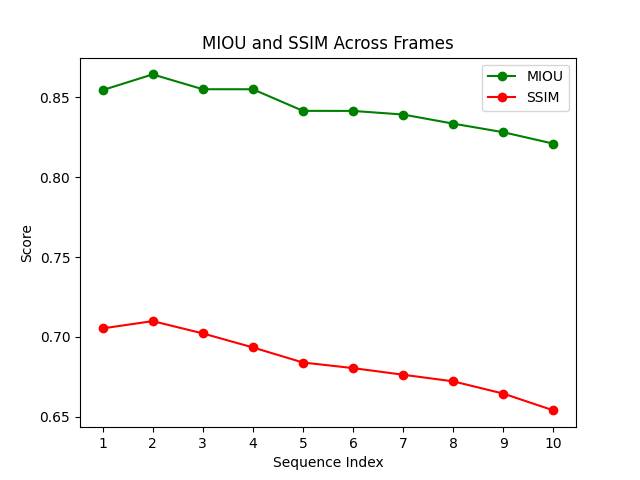 MIOU and SSIM Across Frames
MIOU
SSIM
Score
0.85
0.80
0.75
0.70
0.65
1 2 3 4 5 6 7 8 9 10
Sequence Index